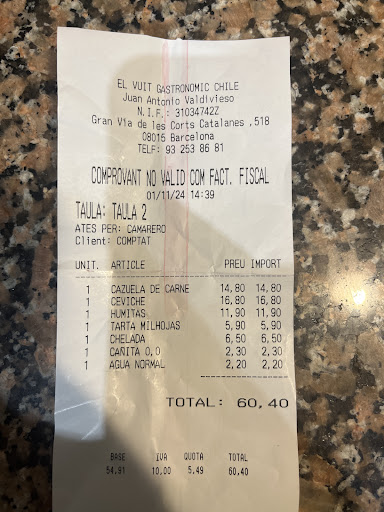 EL VUIT GASTRONOMIC CHILE
Juan Antonio Valdivieso
N.I.F.: 31034742Z
Gran Via de les Corts Catalanes ,518
08015 Barcelona
TELF: 93 253 86 81
COMPROVANT NO VALID COM FACT. FISCAL
01/11/24 14:39
TAULA: TAULA 2
ATES PER: CAMARERO
Client: COMPTAT
UNIT. ARTICLE PREU IMPORT
1 CAZUELA DE CARNE 14,80 14,80
1 CEVICHE 16,80 16,80
1 HUMITAS 11,90 11,90
1 TARTA MILHOJAS 5,90 5,90
1 CHELADA 6,50 6,50
1 CAÑITA 0,0 2,30 2,30
1 AGUA NORMAL 2,20 2,20
TOTAL: 60,40
BASE IVA QUOTA TOTAL
54.91 10,00 5.49 60,40